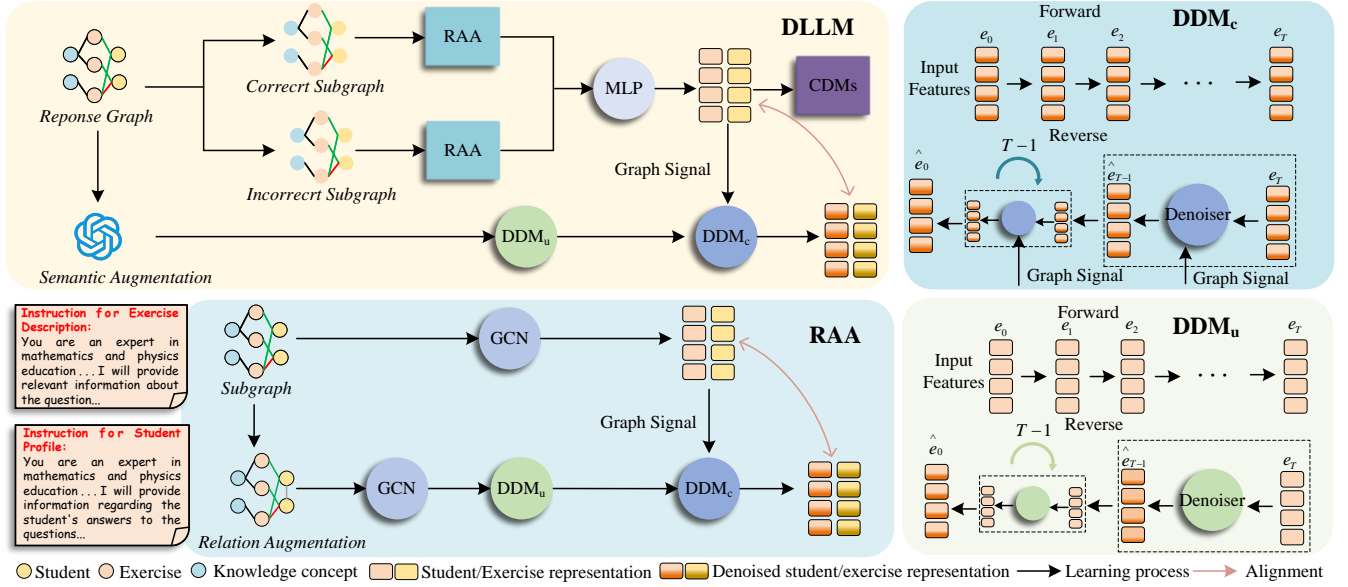 DLLM
Reponse Graph
Correcrt Subgraph
RAA
Incorrecrt Subgraph
RAA
MLP
CDMs
Graph Signal
Semantic Augmentation
DDMu
DDMc
DDMc
Forward
e0
e1
e2
eT
Input
Features
. . .
Reverse
T−1
^
e0
^
eT−1
eT
Denoiser
Graph Signal
Graph Signal
Instruction for Exercise
Description:
You are an expert in
mathematics and physics
education...I will provide
relevant information about
the question...
Instruction for Student
Profile:
You are an expert in
mathematics and physics
education...I will provide
information regarding the
student's answers to the
questions...
RAA
Subgraph
GCN
Graph Signal
Relation Augmentation
GCN
DDMu
DDMc
DDMu
Forward
e0
e1
e2
eT
Input
Features
. . .
Reverse
T−1
^
e0
^
eT−1
eT
Denoiser
Student
Exercise
Knowledge concept
Student/Exercise representation
Denoised student/exercise representation
Learning process
Alignment